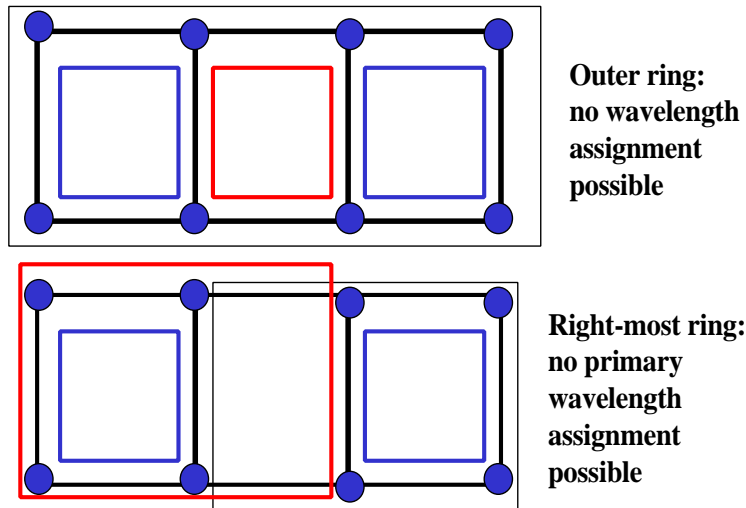 Outer ring:
no wavelength
assignment
possible
Right-most ring:
no primary
wavelength
assignment
possible